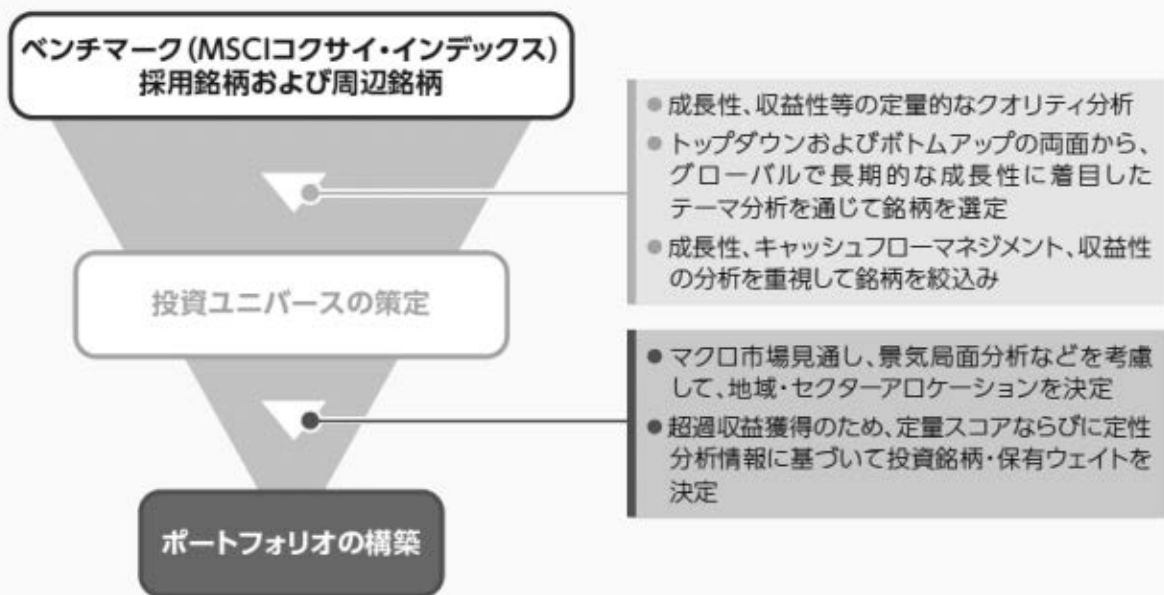 ベンチマーク(MSCIコクサイ・インデックス)
採用銘柄および周辺銘柄
● 成長性、収益性等の定量的なクオリティ分析
● トップダウンおよびボトムアップの両面から、
グローバルで長期的な成長性に着目した
テーマ分析を通じて銘柄を選定
● 成長性、キャッシュフローマネジメント、収益性
の分析を重視して銘柄を絞込み
投資ユニバースの策定
● マクロ市場見通し、景気局面分析などを考慮
して、地域・セクターアロケーションを決定
● 超過収益獲得のため、定量スコアならびに定性
分析情報に基づいて投資銘柄・保有ウェイトを
決定
ポートフォリオの構築